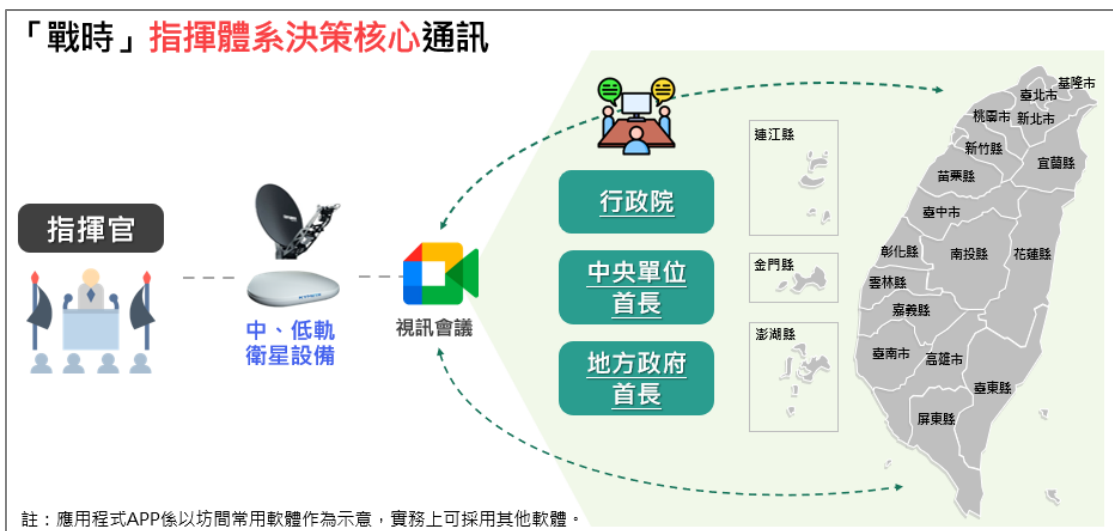 「戰時」指揮體系決策核心通訊
指揮官
中、低軌
衛星設備
視訊會議
行政院
中央單位
首長
地方政府
首長
連江縣
金門縣
澎湖縣
基隆市
臺北市
桃園市
新北市
新竹縣
宜蘭縣
苗栗縣
臺中市
彰化縣
南投縣
花蓮縣
雲林縣
嘉義縣
臺南市
高雄市
臺東縣
屏東縣
註：應用程式APP係以坊間常用軟體作為示意，實務上可採用其他軟體。